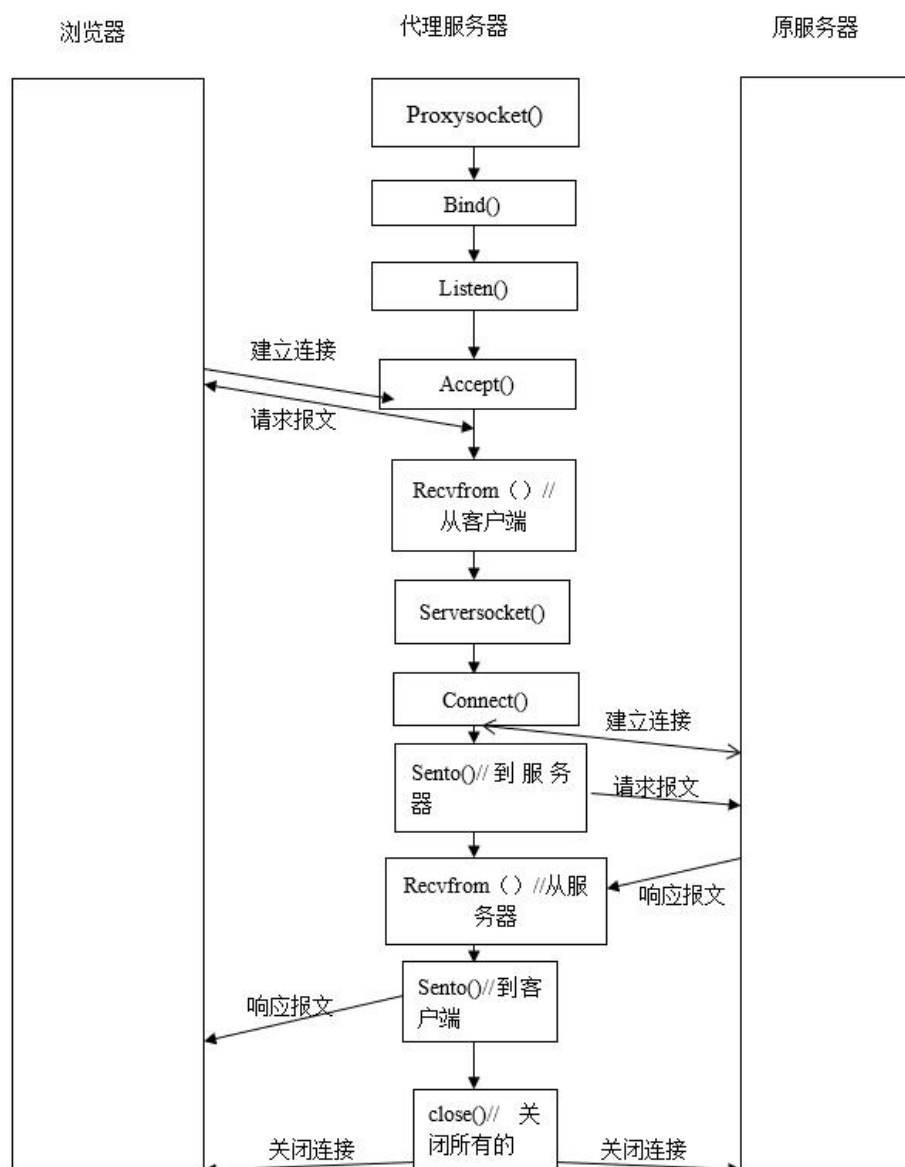 浏览器
代理服务器
原服务器
Proxysocket()
Bind()
Listen()
建立连接
Accept()
请求报文
Recvfrom（）//
从客户端
Serversocket()
Connect()
建立连接
Sento()//到 服 务
器
请求报文
Recvfrom（）//从服
务器
响应报文
Sento()//到客
户端
响应报文
close()// 关
闭所有的
关闭连接
关闭连接